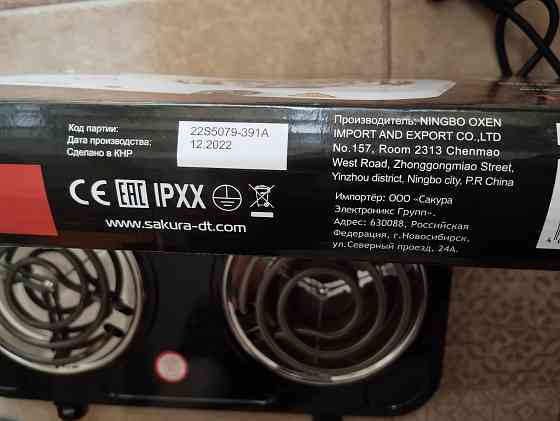 Код партии:
Дата производства:
Сделано в КНР
22S5079-391A
12.2022
CE EAC IPXX
www.sakura-dt.com
Производитель: NINGBO OXEN
IMPORT AND EXPORT CO.,LTD
No.157, Room 2313 Chenmao
West Road, Zhonggongmiao Street,
Yinzhou district, Ningbo city, P.R China
Импортёр: ООО «Сакура
Электроникс Групп».
Адрес: 630088, Российская
Федерация, г.Новосибирск,
ул.Северный проезд, 24А.